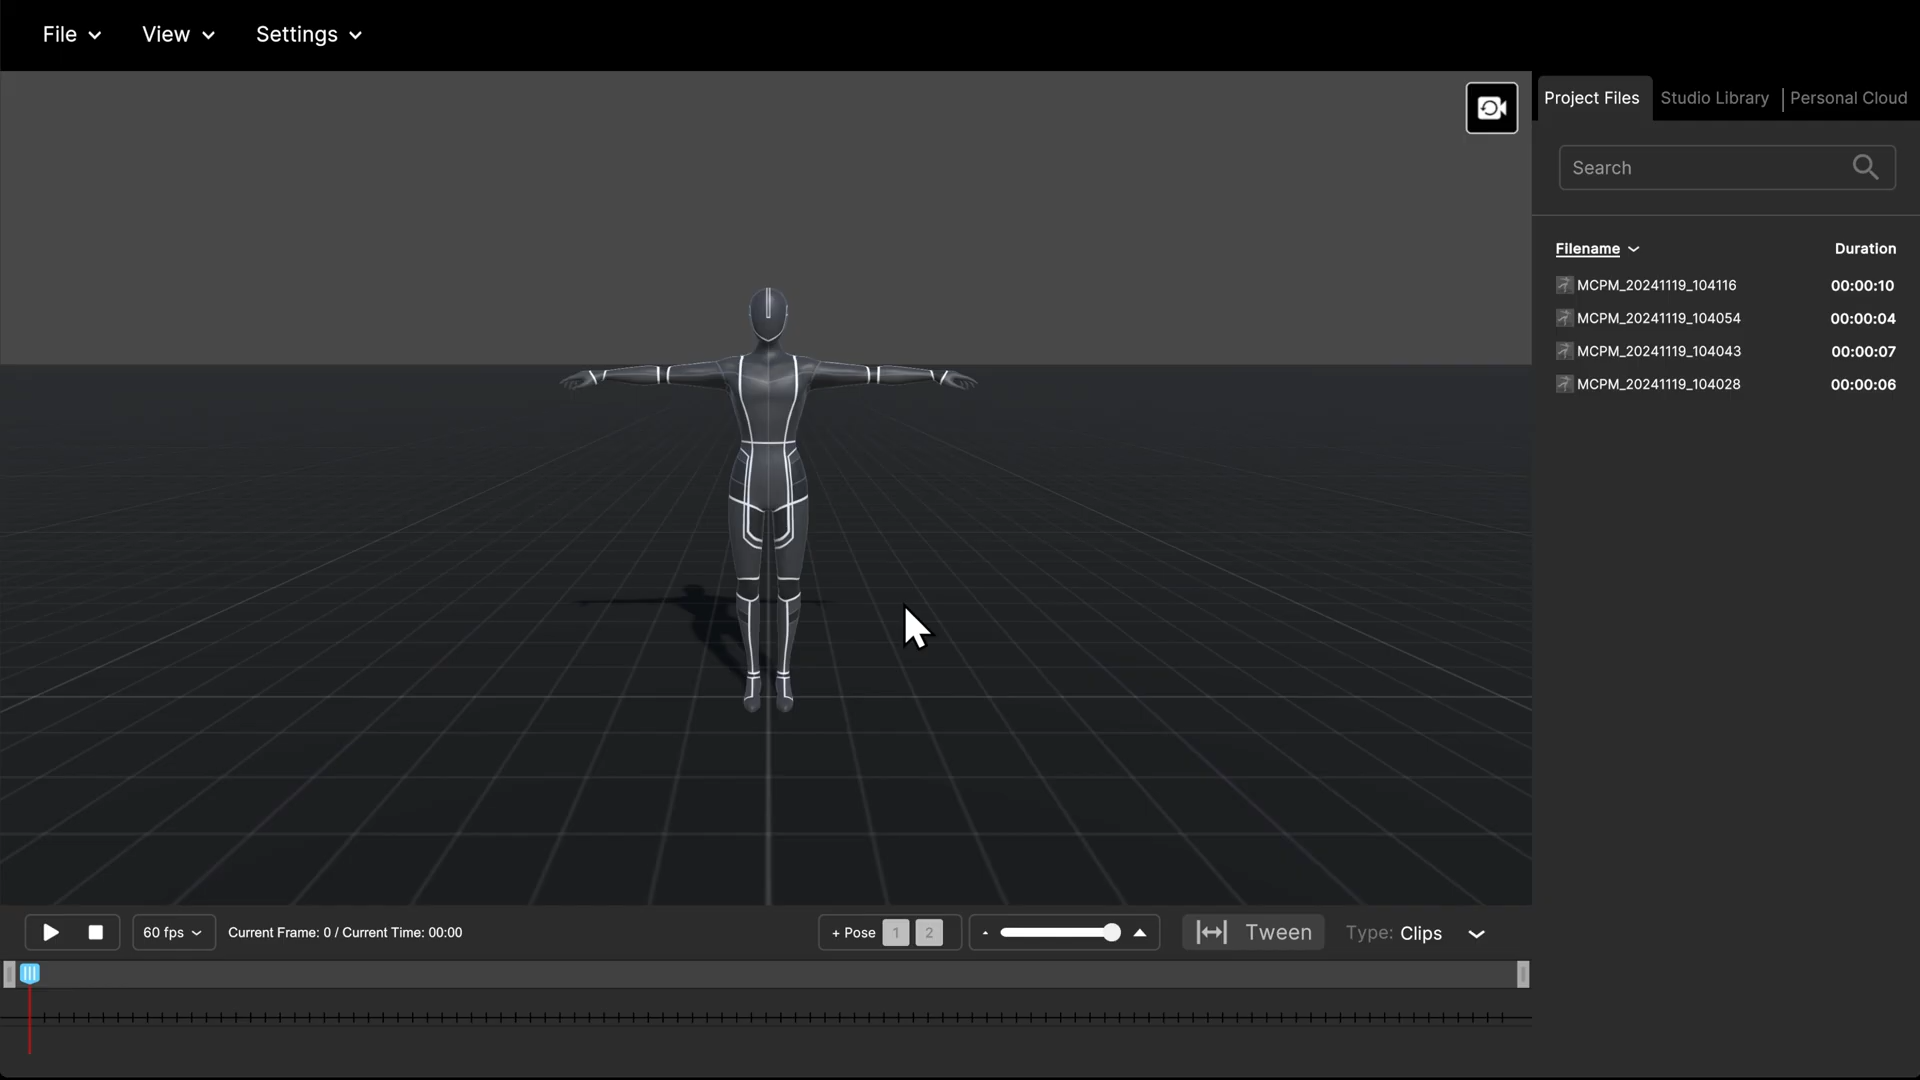 File View Settings
Project Files Studio Library Personal Cloud
Search
Filename Duration
MCPM_20241119_104116 00:00:10
MCPM_20241119_104054 00:00:04
MCPM_20241119_104043 00:00:07
MCPM_20241119_104028 00:00:06
60 fps Current Frame: 0 / Current Time: 00:00 + Pose 1 2 Tween Type: Clips